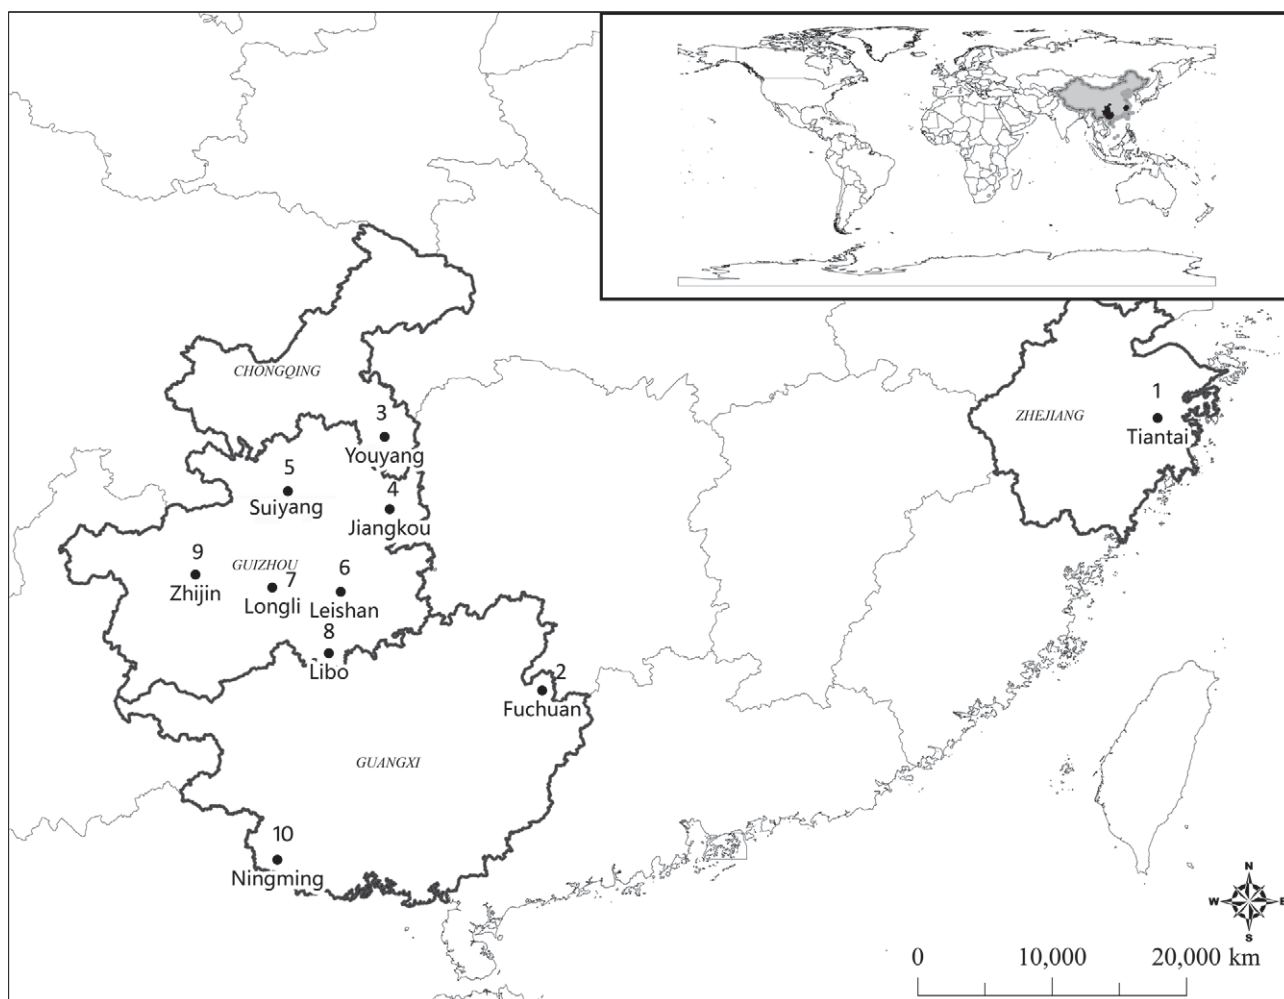 CHONGQING
3
Youyang
ZHEJIANG
1
Tiantai
5
Suiyang
4
Jiangkou
9
Zhijin
GUIZHOU
7
Longli
6
Leishan
8
Libo
2
Fuchuan
GUANGXI
10
Ningming
N
W E
S
0 10,000 20,000 km